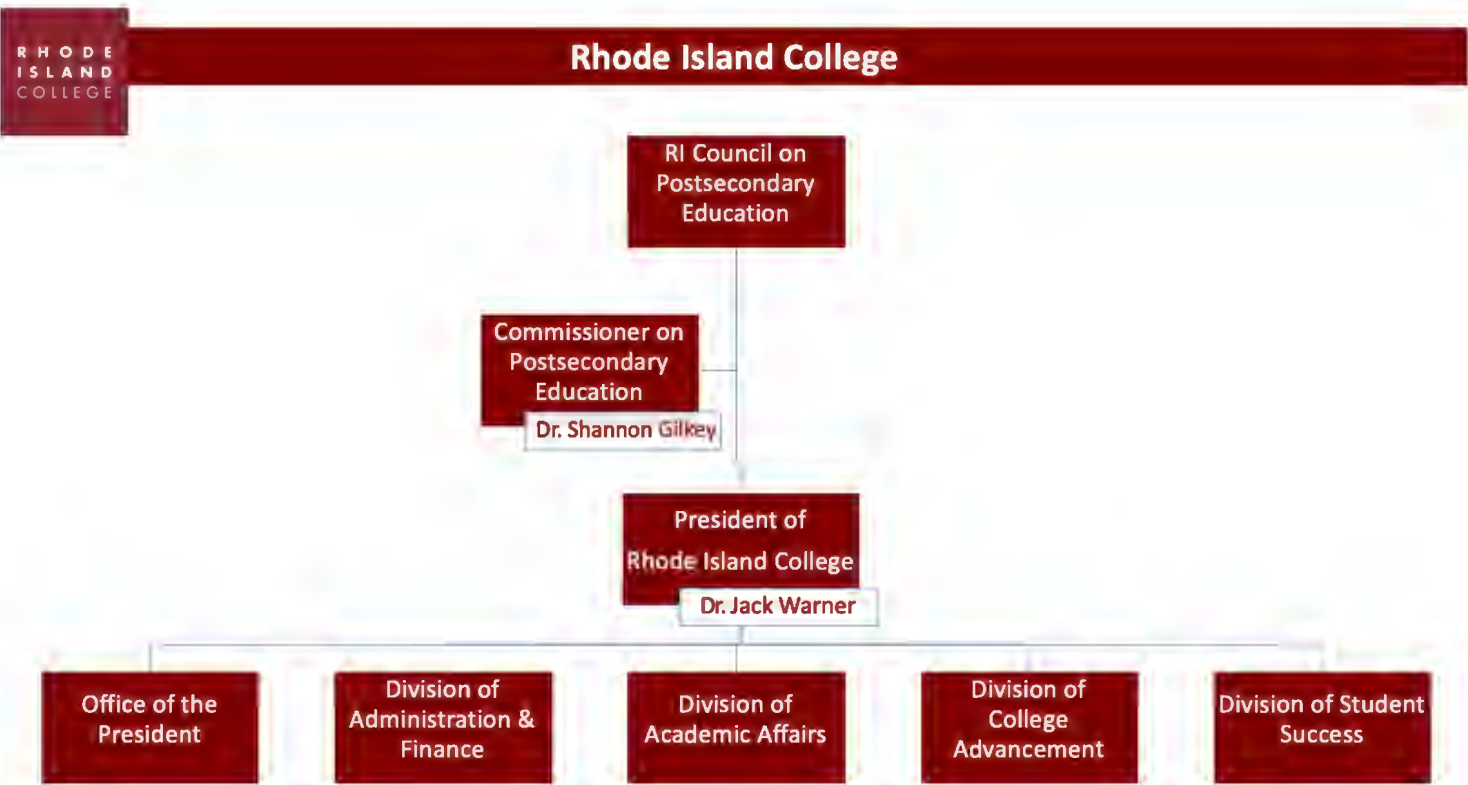 RHODE
ISLAND
COLLEGE
Rhode Island College
RI Council on
Postsecondary
Education
Commissioner on
Postsecondary
Education
Dr. Shannon Gilkey
President of
Rhode Island College
Dr. Jack Warner
Office of the
President
Division of
Administration &
Finance
Division of
Academic Affairs
Division of
College
Advancement
Division of Student
Success